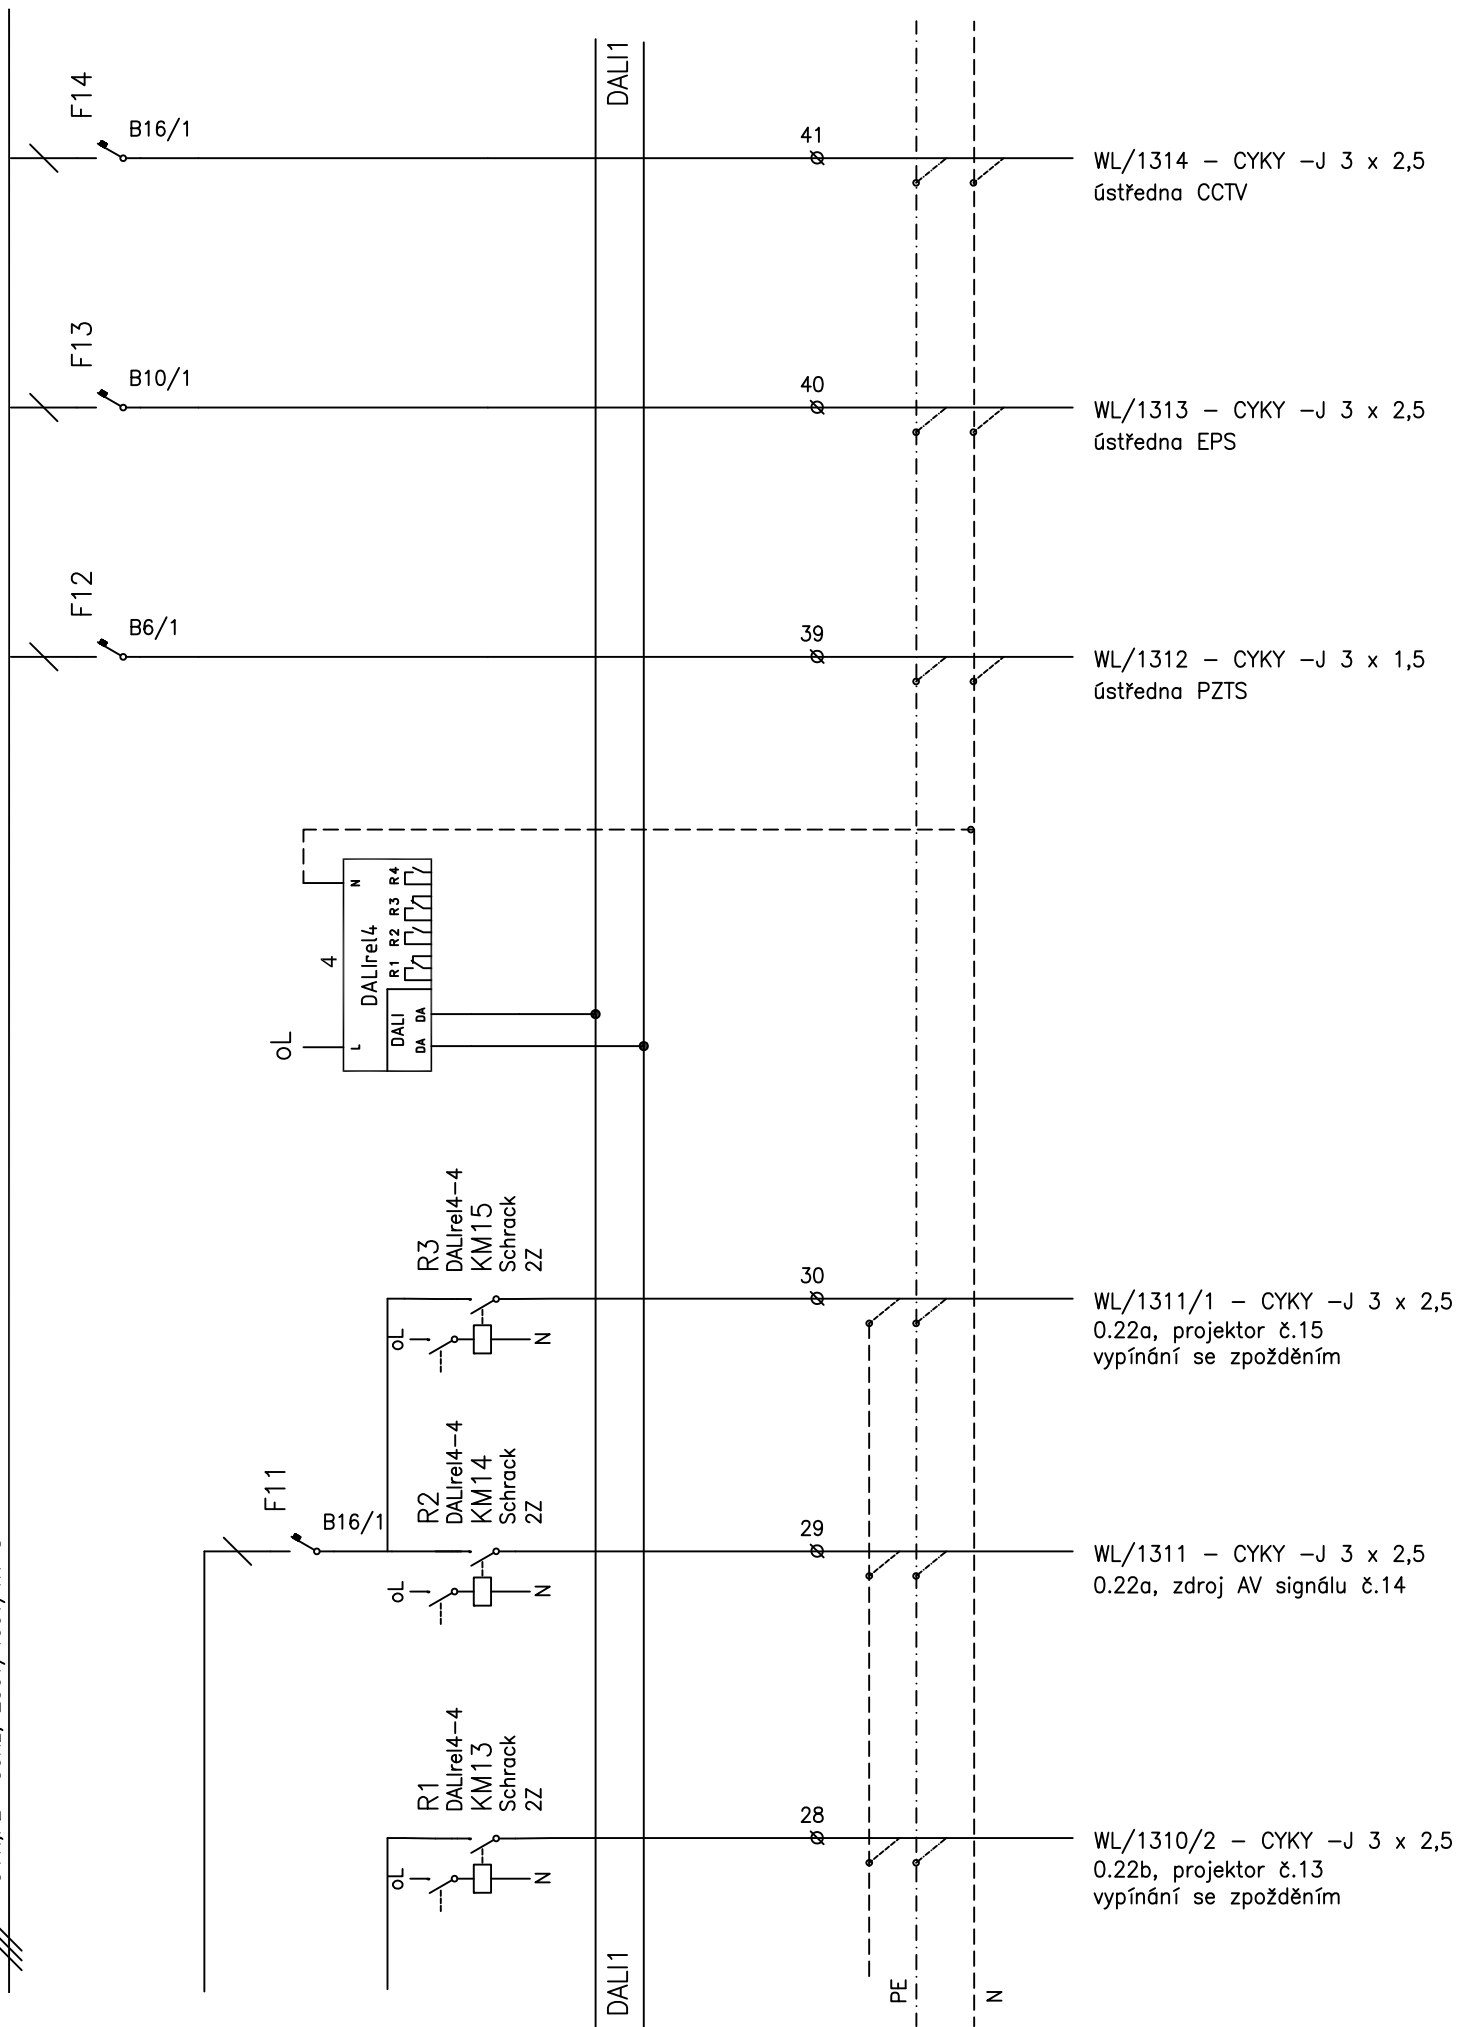 DALI1
F14
B16/1
41
WL/1314 – CYKY –J 3 x 2,5
ústředna CCTV
F13
B10/1
40
WL/1313 – CYKY –J 3 x 2,5
ústředna EPS
F12
B6/1
39
WL/1312 – CYKY –J 3 x 1,5
ústředna PZTS
4
DALIrel4
N
L
R1 R2 R3 R4
DALI
DA DA
oL
R3
DALIrel4–4
KM15
Schrack
2Z
oL
N
30
WL/1311/1 – CYKY –J 3 x 2,5
0.22a, projektor č.15
vypínání se zpožděním
F11
B16/1
R2
DALIrel4–4
KM14
Schrack
2Z
oL
N
29
WL/1311 – CYKY –J 3 x 2,5
0.22a, zdroj AV signálu č.14
R1
DALIrel4–4
KM13
Schrack
2Z
oL
N
28
WL/1310/2 – CYKY –J 3 x 2,5
0.22b, projektor č.13
vypínání se zpožděním
DALI1
PE
N